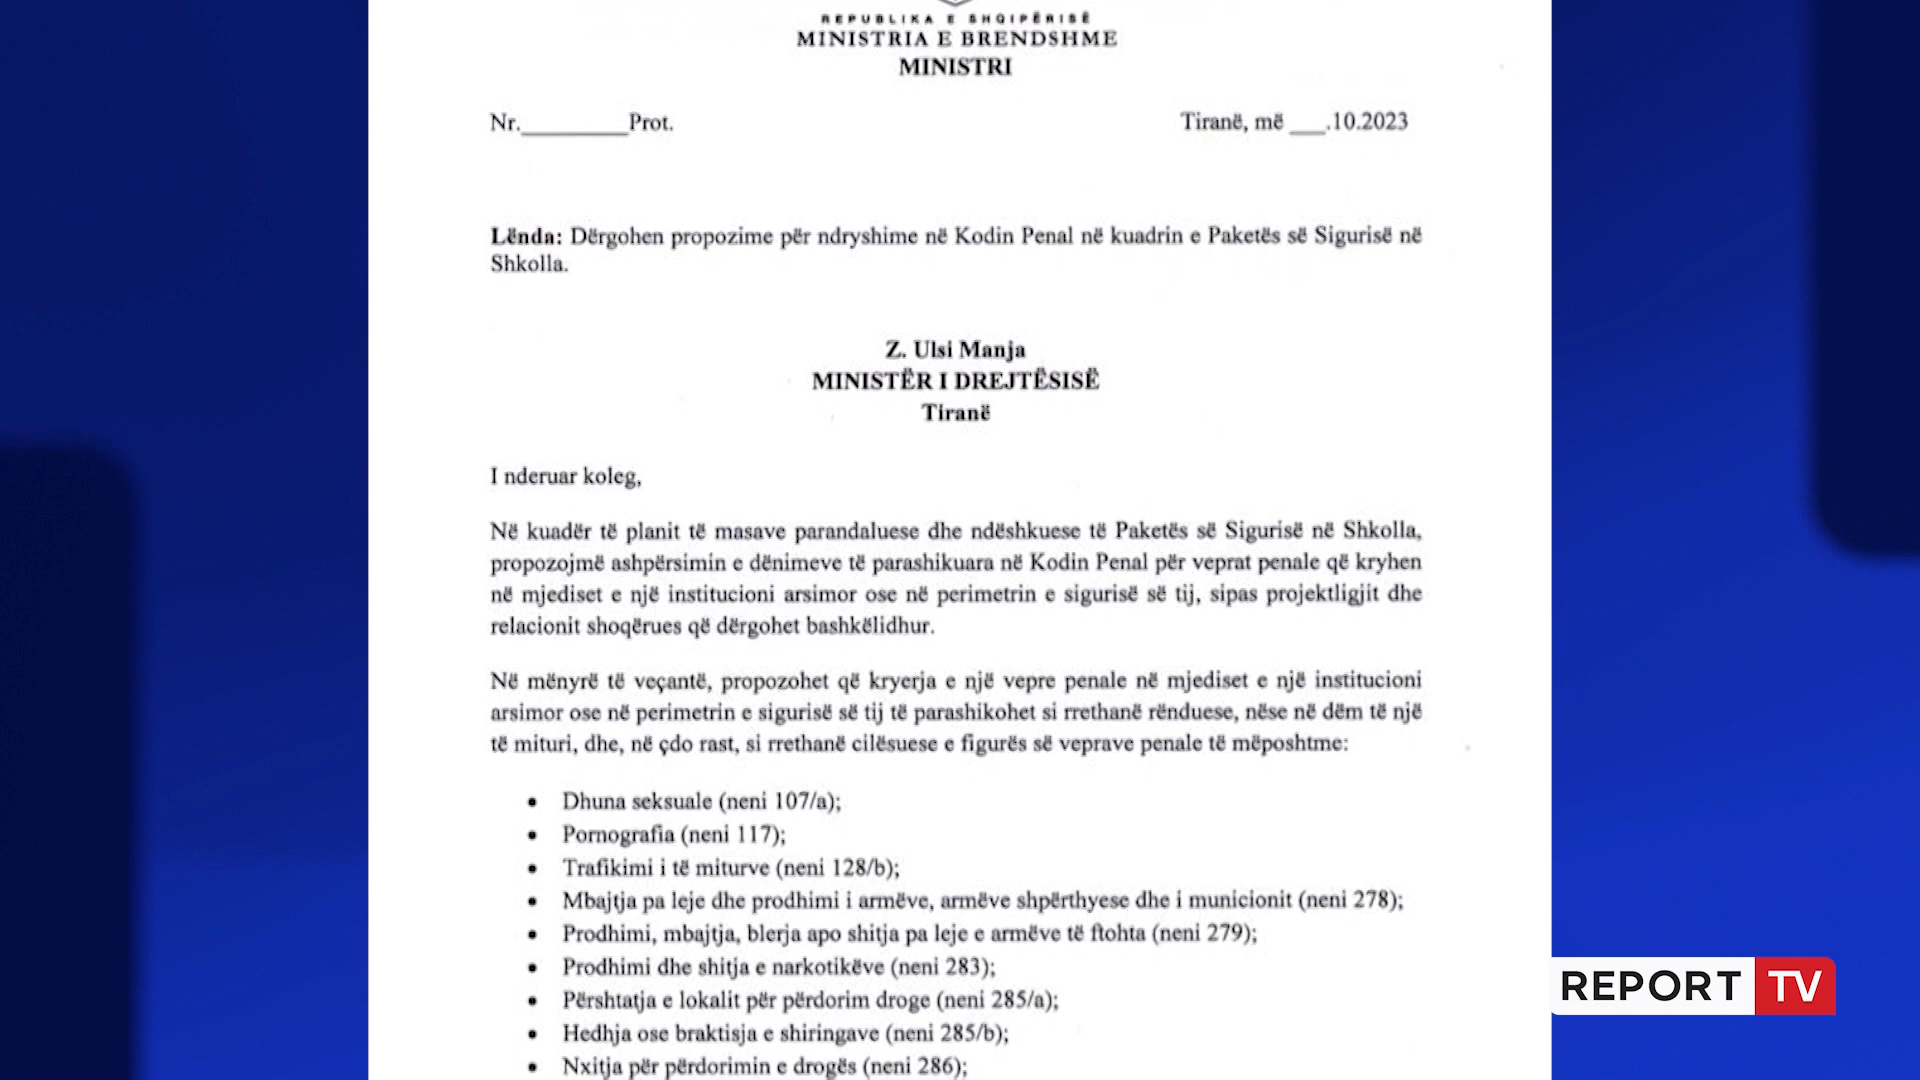 REPUBLIKA E SHQIPËRISË
MINISTRIA E BRENDSHME
MINISTRI
Nr._________Prot.
Tiranë, më ___.10.2023
Lënda: Dërgohen propozime për ndryshime në Kodin Penal në kuadrin e Paketës së Sigurisë në
Shkolla.
Z. Ulsi Manja
MINISTËR I DREJTËSISË
Tiranë
I nderuar koleg,
Në kuadër të planit të masave parandaluese dhe ndëshkuese të Paketës së Sigurisë në Shkolla,
propozojmë ashpërsimin e dënimeve të parashikuara në Kodin Penal për veprat penale që kryhen
në mjediset e një institucioni arsimor ose në perimetrin e sigurisë së tij, sipas projektligjit dhe
relacionit shoqërues që dërgohet bashkëlidhur.
Në mënyrë të veçantë, propozohet që kryerja e një vepre penale në mjediset e një institucioni
arsimor ose në perimetrin e sigurisë së tij të parashikohet si rrethanë rënduese, nëse në dëm të një
të mituri, dhe, në çdo rast, si rrethanë cilësuese e figurës së veprave penale të mëposhtme:
• Dhuna seksuale (neni 107/a);
• Pornografia (neni 117);
• Trafikimi i të miturve (neni 128/b);
• Mbajtja pa leje dhe prodhimi i armëve, armëve shpërthyese dhe i municionit (neni 278);
• Prodhimi, mbajtja, blerja apo shitja pa leje e armëve të ftohta (neni 279);
• Prodhimi dhe shitja e narkotikëve (neni 283);
• Përshtatja e lokalit për përdorim droge (neni 285/a);
• Hedhja ose braktisja e shiringave (neni 285/b);
• Nxitja për përdorimin e drogës (neni 286);
REPORT TV